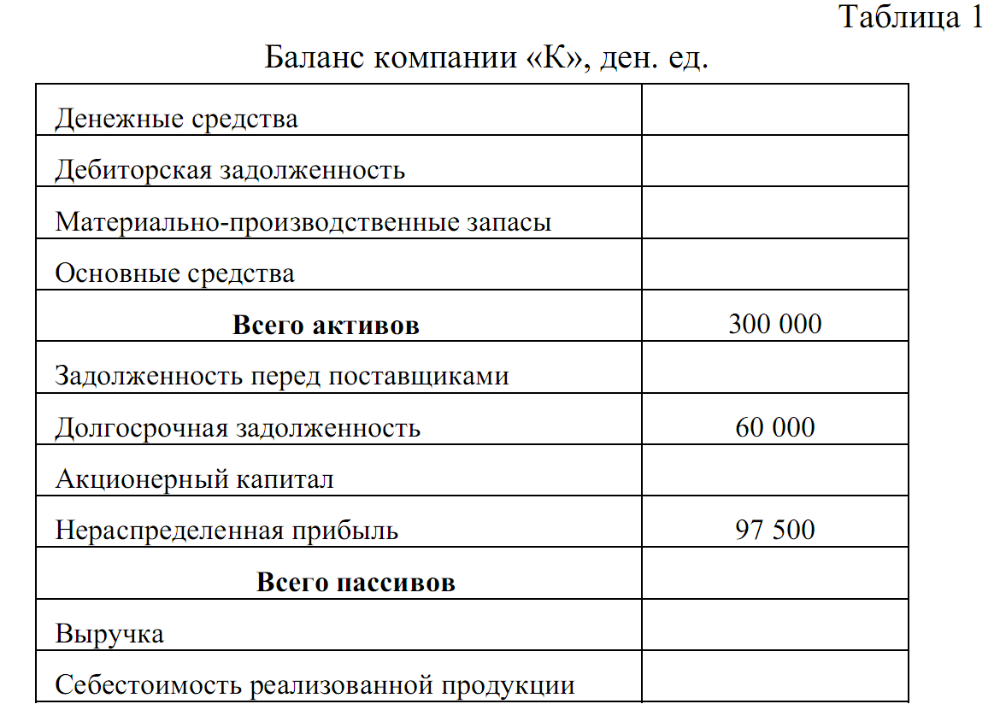 Таблица 1
Баланс компании «К», ден. ед.
Денежные средства
Дебиторская задолженность
Материально-производственные запасы
Основные средства
Всего активов 300 000
Задолженность перед поставщиками
Долгосрочная задолженность 60 000
Акционерный капитал
Нераспределенная прибыль 97 500
Всего пассивов
Выручка
Себестоимость реализованной продукции